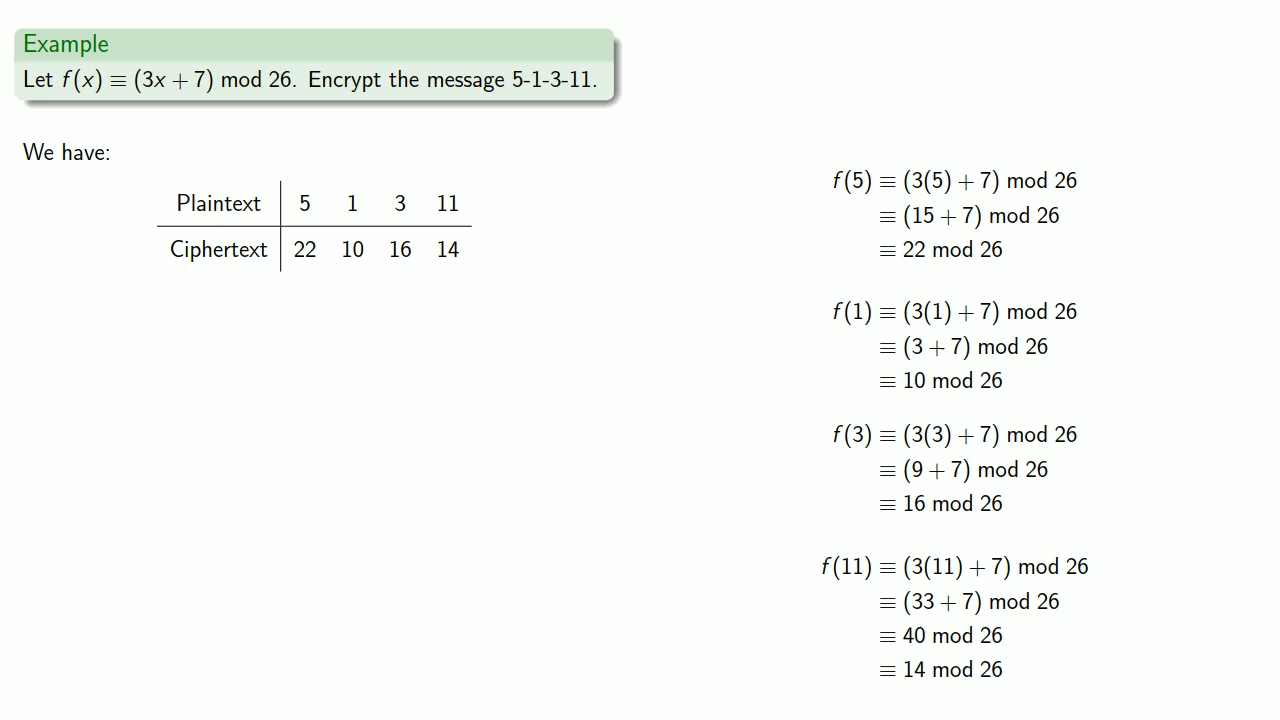 Example
Let f(x) ≡ (3x + 7) mod 26. Encrypt the message 5-1-3-11.
We have:
Plaintext 5 1 3 11
Ciphertext 22 10 16 14
f(5) ≡ (3(5) + 7) mod 26
≡ (15 + 7) mod 26
≡ 22 mod 26
f(1) ≡ (3(1) + 7) mod 26
≡ (3 + 7) mod 26
≡ 10 mod 26
f(3) ≡ (3(3) + 7) mod 26
≡ (9 + 7) mod 26
≡ 16 mod 26
f(11) ≡ (3(11) + 7) mod 26
≡ (33 + 7) mod 26
≡ 40 mod 26
≡ 14 mod 26